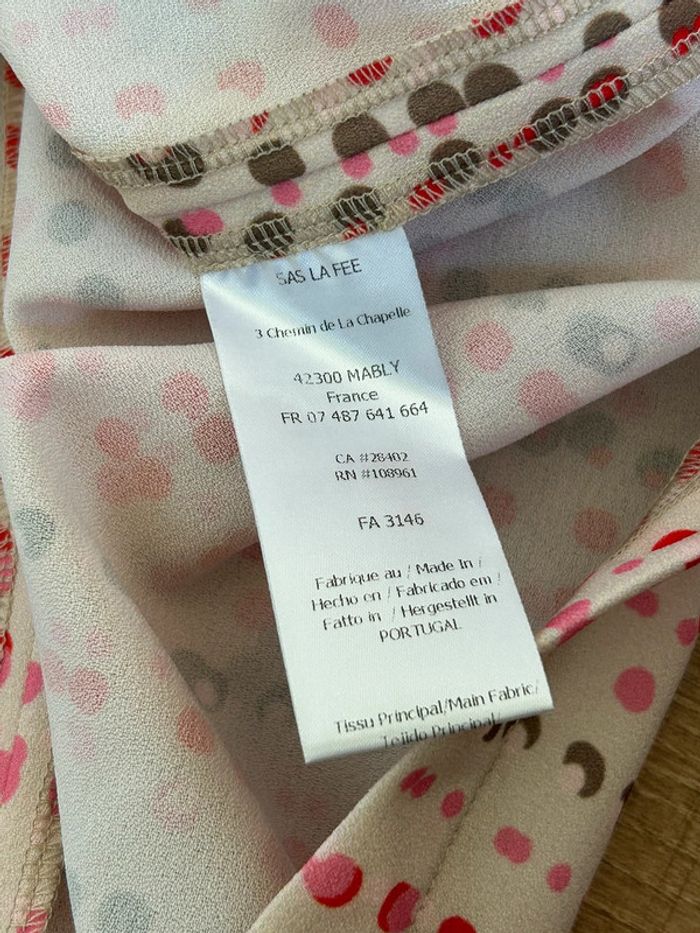 SAS LA FEE
3 Chemin de La Chapelle
42300 MABLY
France
FR 07 487 641 664
CA #28402
RN #108961
FA 3146
Fabrique au / Made In /
Hecho en / Fabricado em /
Fatto in / Hergestellt in
PORTUGAL
Tissu Principal/Main Fabric/
Tejido Principal/